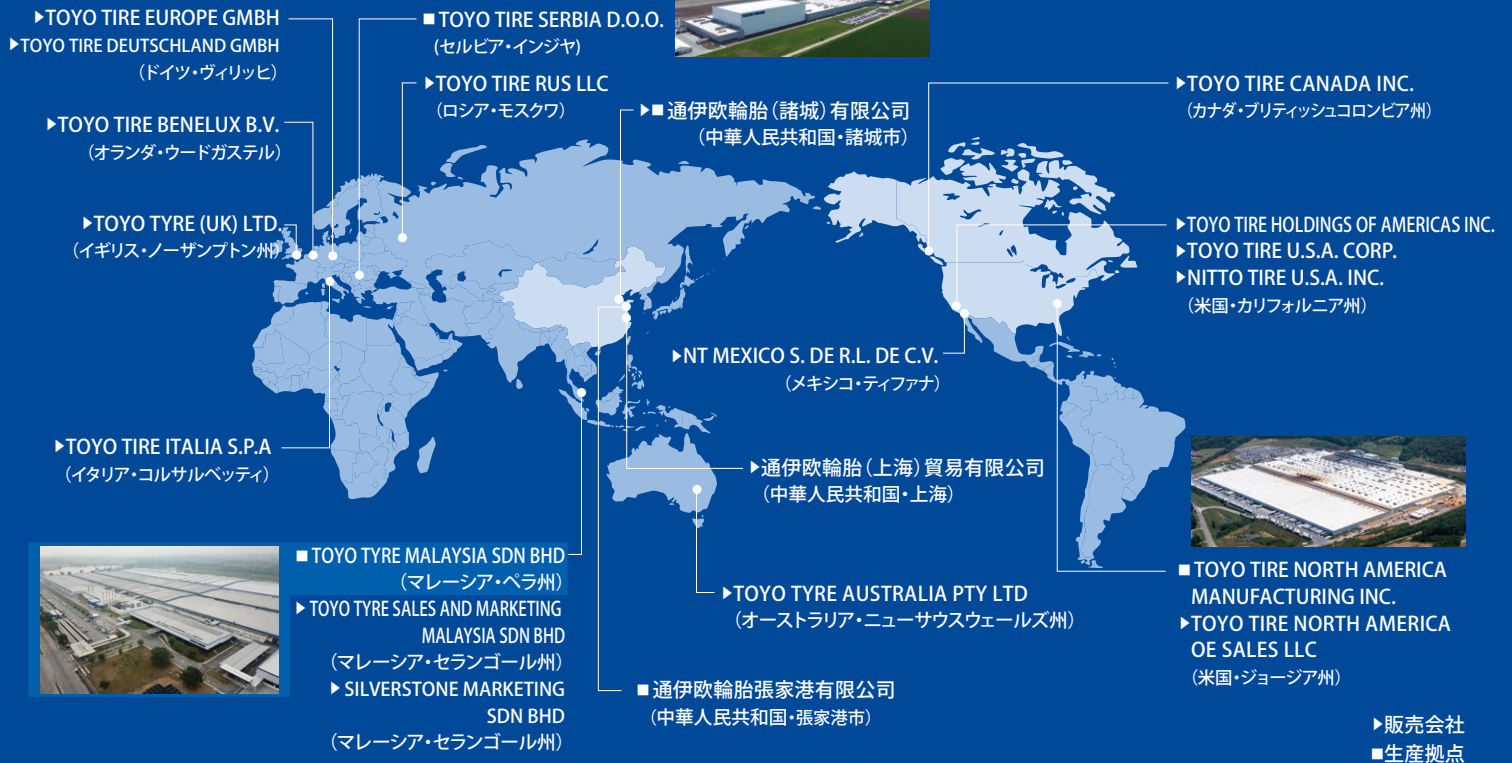 ▶TOYO TIRE EUROPE GMBH
▶TOYO TIRE DEUTSCHLAND GMBH
（ドイツ・ヴィリッヒ）
■TOYO TIRE SERBIA D.O.O.
（セルビア・インジヤ）
▶TOYO TIRE RUS LLC
（ロシア・モスクワ）
▶■通伊欧輪胎（諸城）有限公司
（中華人民共和国・諸城市）
▶TOYO TIRE CANADA INC.
（カナダ・ブリティッシュコロンビア州）
▶TOYO TIRE BENELUX B.V.
（オランダ・ウードガステル）
▶TOYO TYRE (UK) LTD.
（イギリス・ノーザンプトン州）
▶TOYO TIRE HOLDINGS OF AMERICAS INC.
▶TOYO TIRE U.S.A. CORP.
▶NITTO TIRE U.S.A. INC.
（米国・カリフォルニア州）
▶NT MEXICO S. DE R.L. DE C.V.
（メキシコ・ティファナ）
▶TOYO TIRE ITALIA S.P.A
（イタリア・コルサルベッティ）
▶通伊欧輪胎（上海）貿易有限公司
（中華人民共和国・上海）
■TOYO TYRE MALAYSIA SDN BHD
（マレーシア・ペラ州）
▶TOYO TYRE SALES AND MARKETING
MALAYSIA SDN BHD
（マレーシア・セランゴール州）
▶SILVERSTONE MARKETING
SDN BHD
（マレーシア・セランゴール州）
▶TOYO TYRE AUSTRALIA PTY LTD
（オーストラリア・ニューサウスウェールズ州）
■通伊欧輪胎張家港有限公司
（中華人民共和国・張家港市）
■TOYO TIRE NORTH AMERICA
MANUFACTURING INC.
▶TOYO TIRE NORTH AMERICA
OE SALES LLC
（米国・ジョージア州）
▶販売会社
■生産拠点